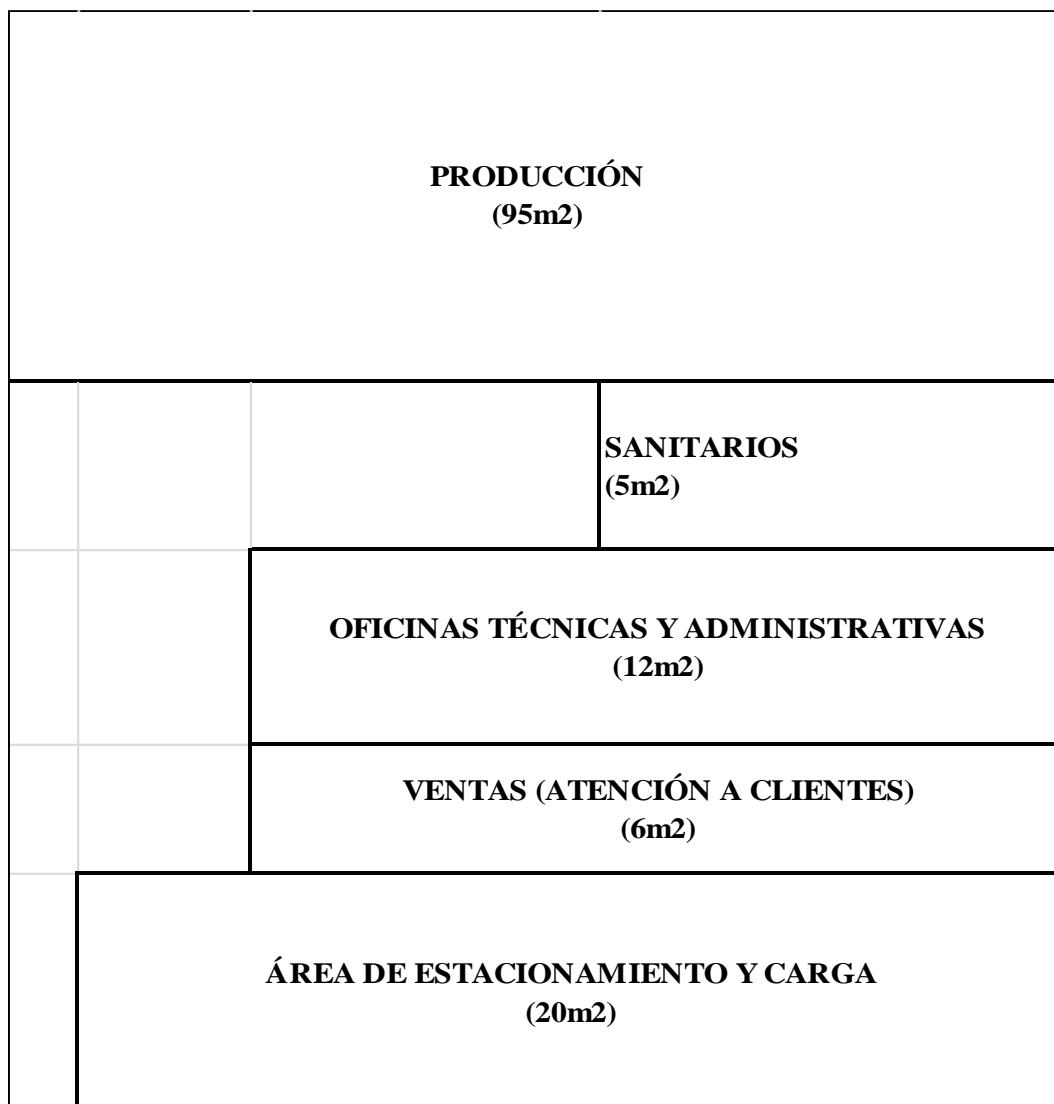 PRODUCCIÓN
(95m2)
SANITARIOS
(5m2)
OFICINAS TÉCNICAS Y ADMINISTRATIVAS
(12m2)
VENTAS (ATENCIÓN A CLIENTES)
(6m2)
ÁREA DE ESTACIONAMIENTO Y CARGA
(20m2)